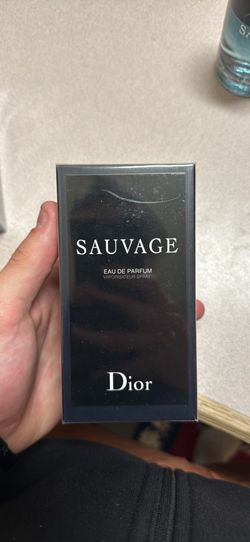 SAUVAGE
EAU DE PARFUM
VAPORISATEUR SPRAY
Dior